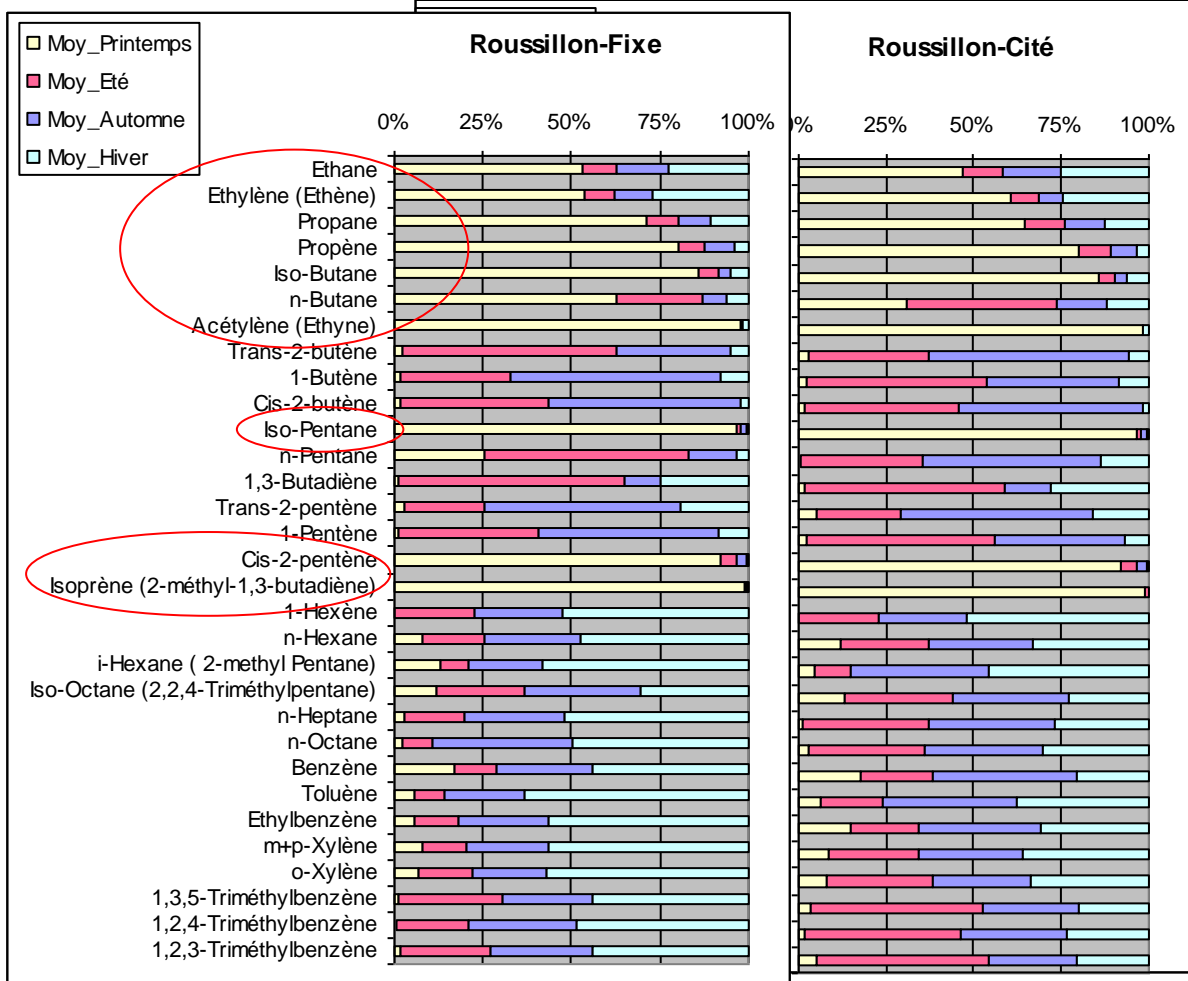 Moy_Printemps
Moy_Eté
Moy_Automne
Moy_Hiver
Roussillon-Fixe
0% 25% 50% 75% 100%
Ethane
Ethylène (Ethène)
Propane
Propène
Iso-Butane
n-Butane
Acétylène (Ethyne)
Trans-2-butène
1-Butène
Cis-2-butène
Iso-Pentane
n-Pentane
1,3-Butadiène
Trans-2-pentène
1-Pentène
Cis-2-pentène
Isoprène (2-méthyl-1,3-butadiène)
1-Hexène
n-Hexane
i-Hexane ( 2-methyl Pentane)
Iso-Octane (2,2,4-Triméthylpentane)
n-Heptane
n-Octane
Benzène
Toluène
Ethylbenzène
m+p-Xylène
o-Xylène
1,3,5-Triméthylbenzène
1,2,4-Triméthylbenzène
1,2,3-Triméthylbenzène
Roussillon-Cité
0% 25% 50% 75% 100%